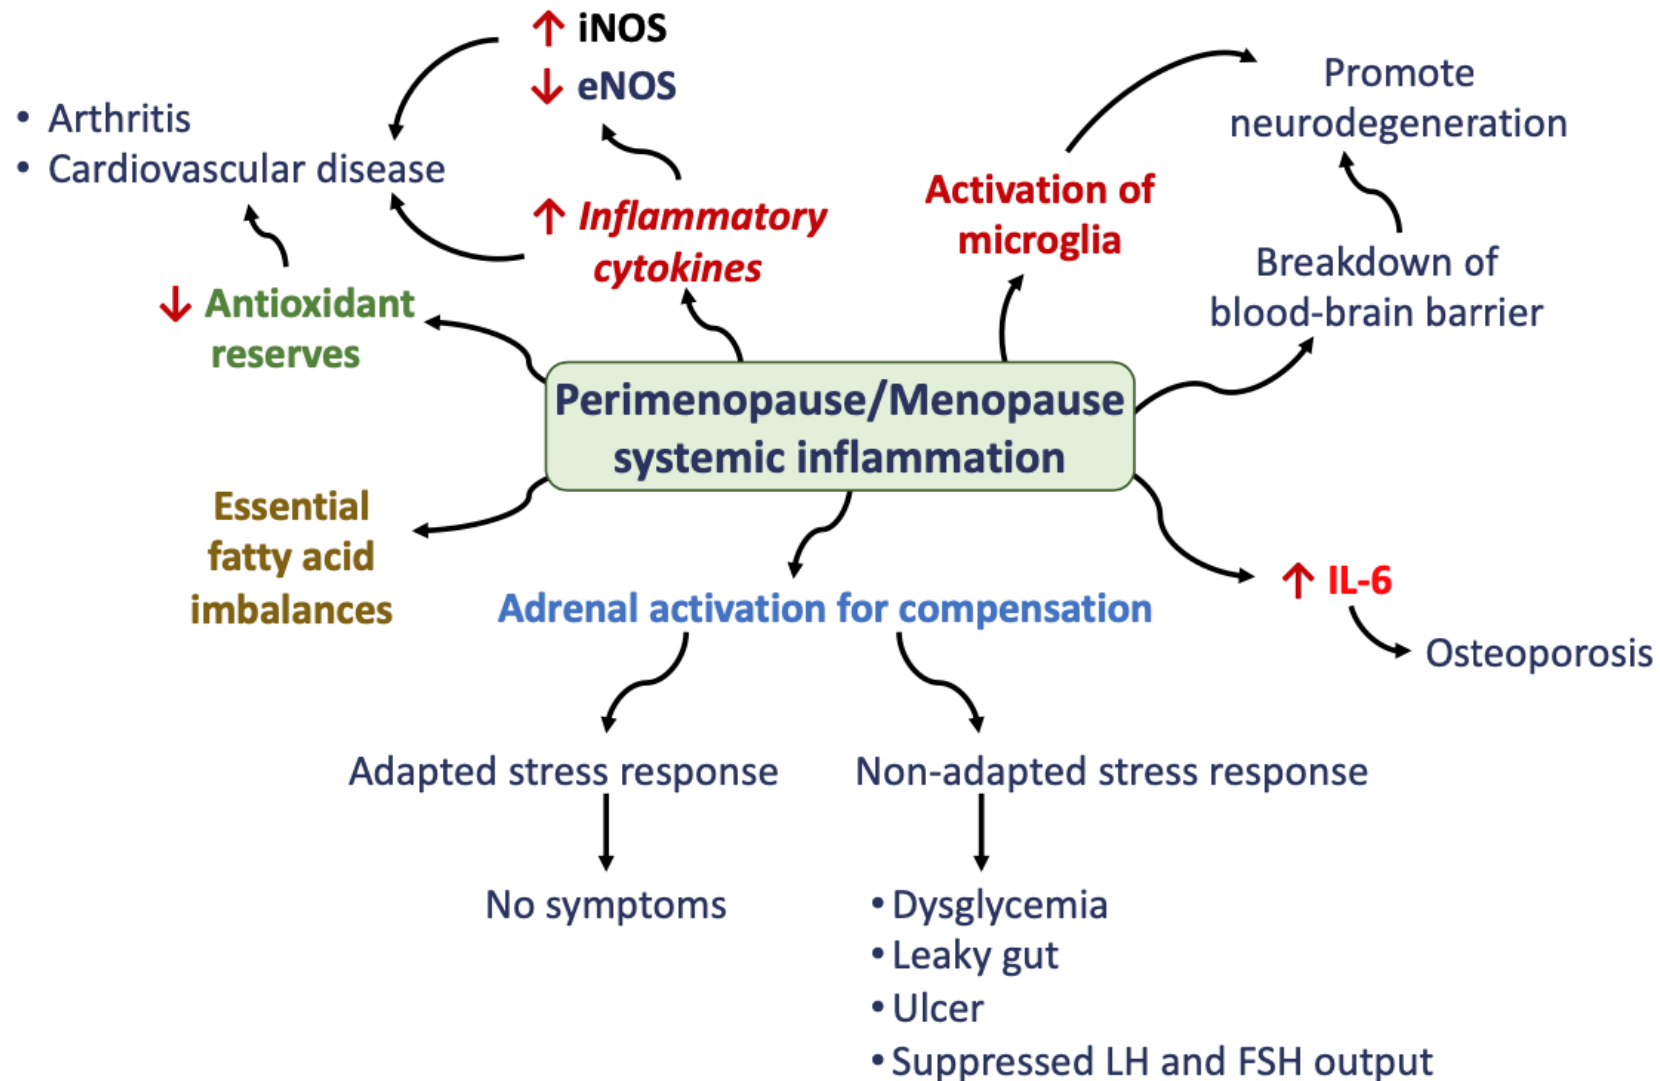 ↑ iNOS
↓ eNOS
• Arthritis
• Cardiovascular disease
↑ Inflammatory
cytokines
↓ Antioxidant
reserves
Activation of
microglia
Promote
neurodegeneration
Breakdown of
blood-brain barrier
Perimenopause/Menopause
systemic inflammation
Essential
fatty acid
imbalances
Adrenal activation for compensation
↑ IL-6
Osteoporosis
Adapted stress response
No symptoms
Non-adapted stress response
• Dysglycemia
• Leaky gut
• Ulcer
• Suppressed LH and FSH output